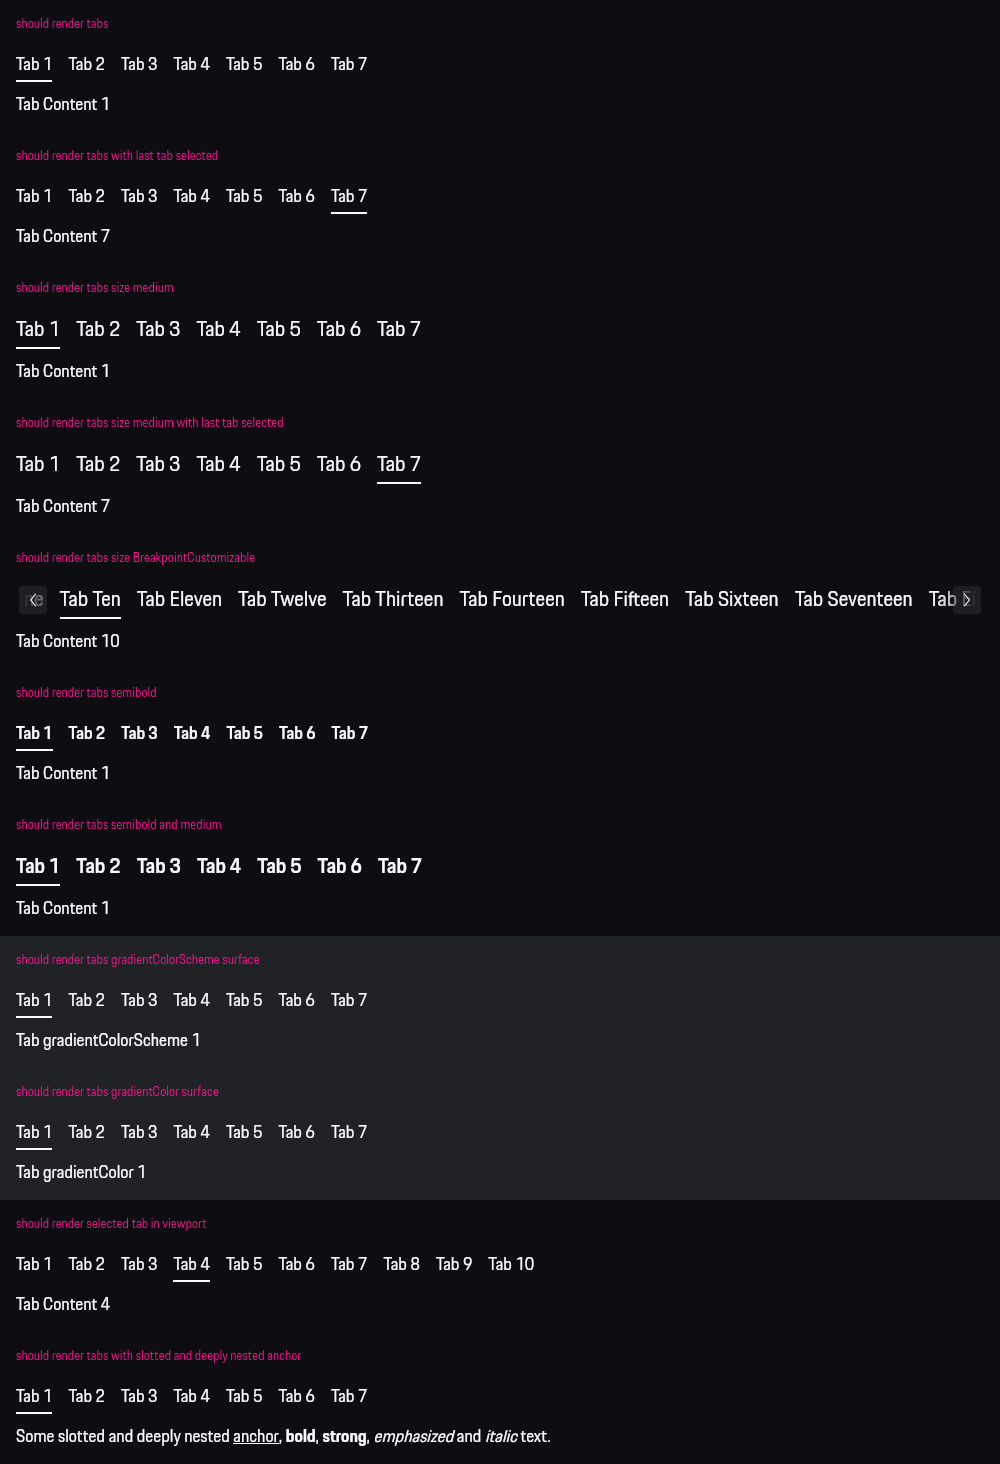 should render tabs
Tab 1 Tab 2 Tab 3 Tab 4 Tab 5 Tab 6 Tab 7
Tab Content 1
should render tabs with last tab selected
Tab 1 Tab 2 Tab 3 Tab 4 Tab 5 Tab 6 Tab 7
Tab Content 7
should render tabs size medium
Tab 1 Tab 2 Tab 3 Tab 4 Tab 5 Tab 6 Tab 7
Tab Content 1
should render tabs size medium with last tab selected
Tab 1 Tab 2 Tab 3 Tab 4 Tab 5 Tab 6 Tab 7
Tab Content 7
should render tabs size BreakpointCustomizable
Tab Ten Tab Eleven Tab Twelve Tab Thirteen Tab Fourteen Tab Fifteen Tab Sixteen Tab Seventeen Tab
Tab Content 10
should render tabs semibold
Tab 1 Tab 2 Tab 3 Tab 4 Tab 5 Tab 6 Tab 7
Tab Content 1
should render tabs semibold and medium
Tab 1 Tab 2 Tab 3 Tab 4 Tab 5 Tab 6 Tab 7
Tab Content 1
should render tabs gradientColorScheme surface
Tab 1 Tab 2 Tab 3 Tab 4 Tab 5 Tab 6 Tab 7
Tab gradientColorScheme 1
should render tabs gradientColor surface
Tab 1 Tab 2 Tab 3 Tab 4 Tab 5 Tab 6 Tab 7
Tab gradientColor 1
should render selected tab in viewport
Tab 1 Tab 2 Tab 3 Tab 4 Tab 5 Tab 6 Tab 7 Tab 8 Tab 9 Tab 10
Tab Content 4
should render tabs with slotted and deeply nested anchor
Tab 1 Tab 2 Tab 3 Tab 4 Tab 5 Tab 6 Tab 7
Some slotted and deeply nested anchor, bold, strong, emphasized and italic text.